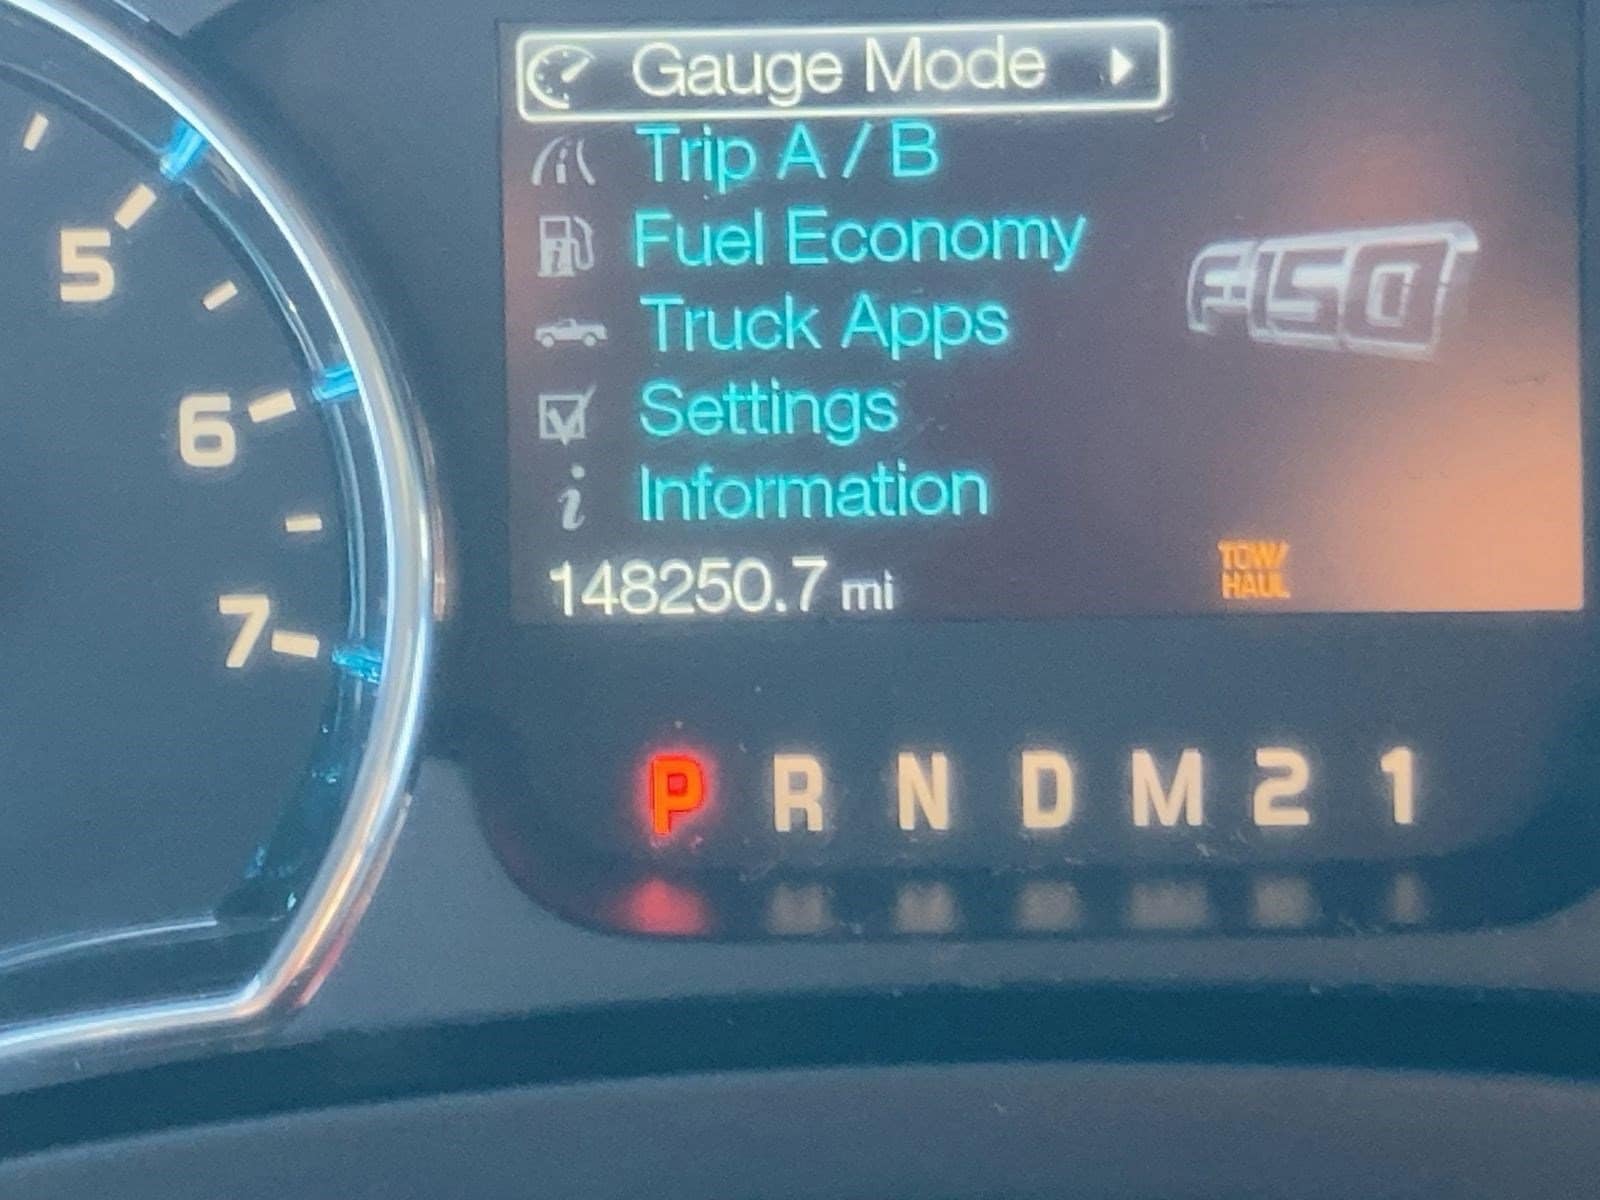 Gauge Mode
Trip A / B
Fuel Economy
Truck Apps
Settings
Information
F-150
148250.7 mi
TOW/
HAUL
5
6
7
P R N D M 2 1